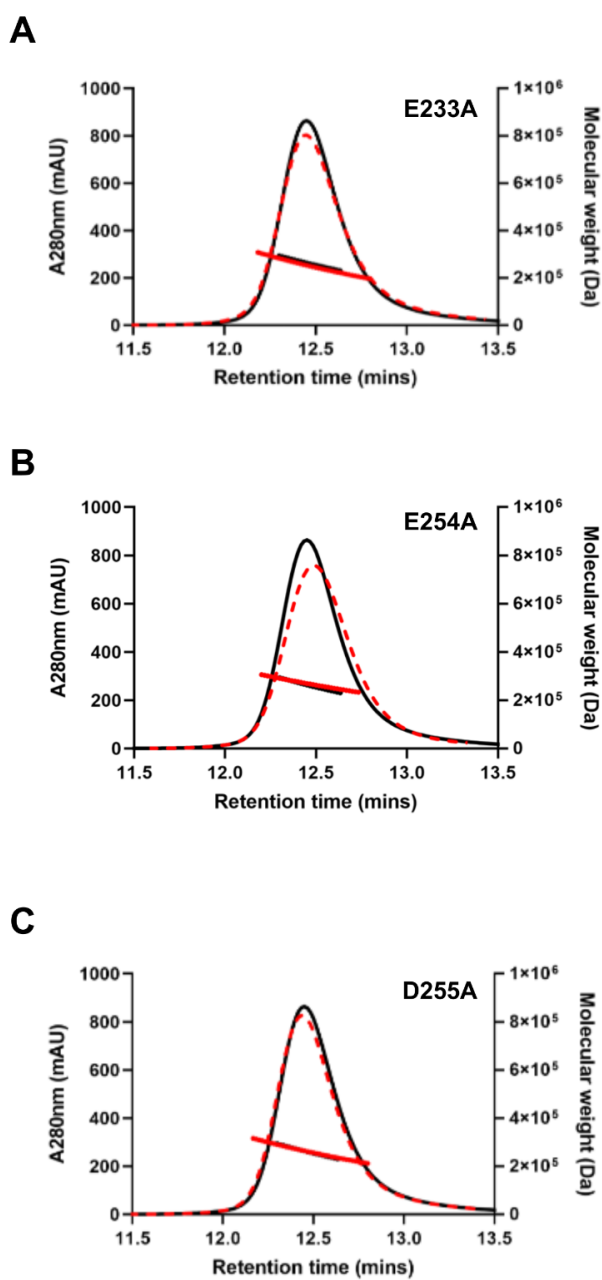 A
E233A
A280nm (mAU)
1000
800
600
400
200
0
1×10⁶
8×10⁵
6×10⁵
4×10⁵
2×10⁵
0
Molecular weight (Da)
11.5 12.0 12.5 13.0 13.5
Retention time (mins)
B
E254A
A280nm (mAU)
1000
800
600
400
200
0
1×10⁶
8×10⁵
6×10⁵
4×10⁵
2×10⁵
0
Molecular weight (Da)
11.5 12.0 12.5 13.0 13.5
Retention time (mins)
C
D255A
A280nm (mAU)
1000
800
600
400
200
0
1×10⁶
8×10⁵
6×10⁵
4×10⁵
2×10⁵
0
Molecular weight (Da)
11.5 12.0 12.5 13.0 13.5
Retention time (mins)